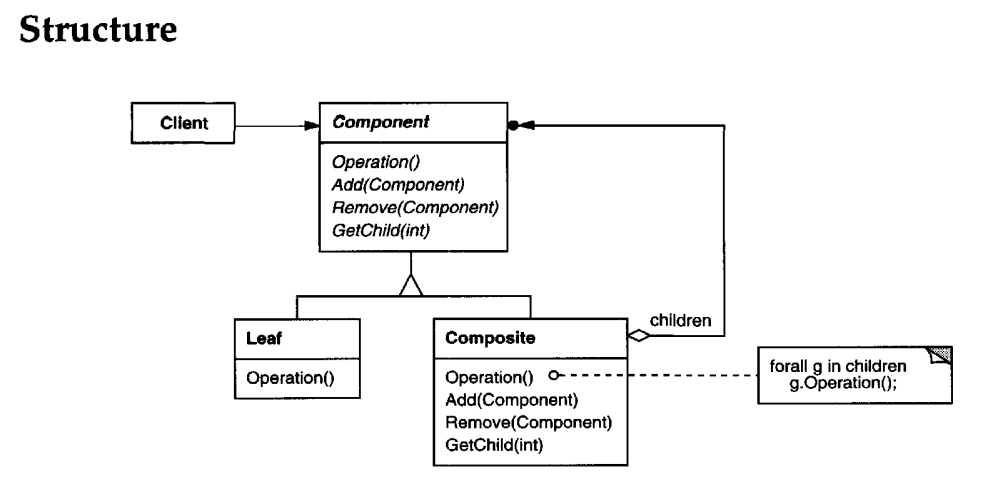 Structure
Client
Component
Operation()
Add(Component)
Remove(Component)
GetChild(int)
Leaf
Operation()
children
Composite
Operation()
Add(Component)
Remove(Component)
GetChild(int)
forall g in children
g.Operation();